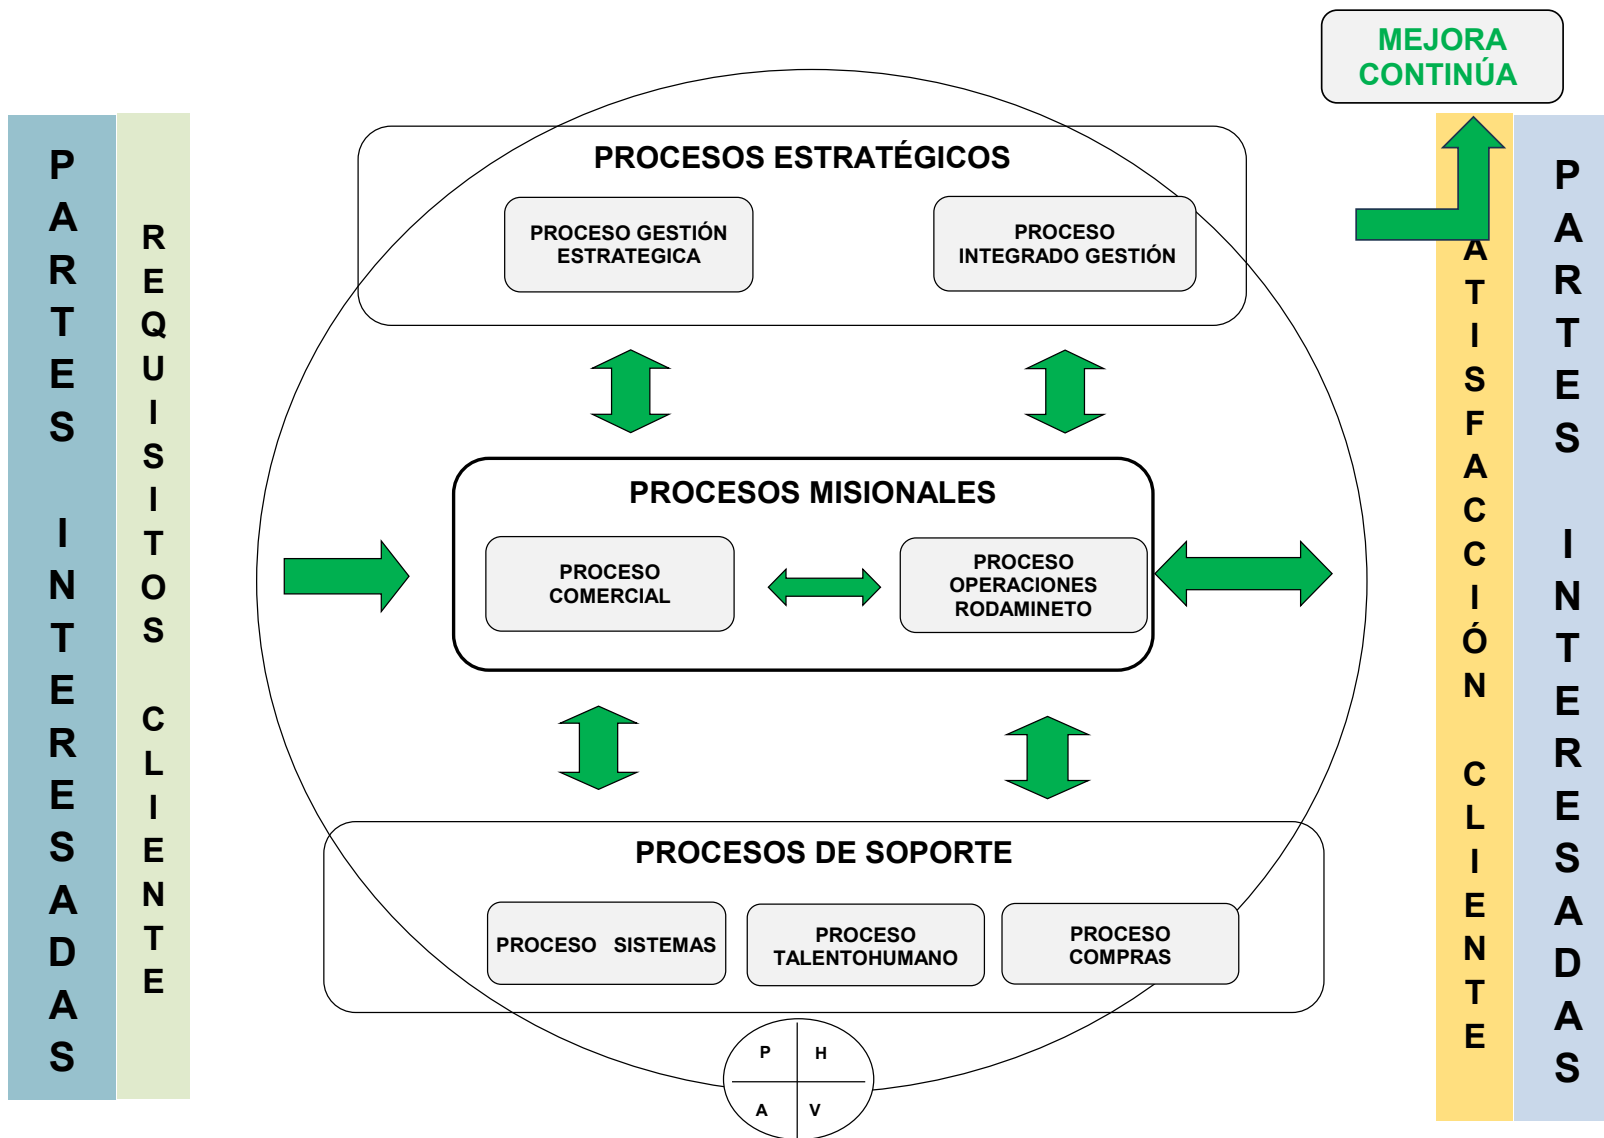 MEJORA
CONTINÚA
PARTES INTERESADAS
REQUISITOS CLIENTE
PROCESOS ESTRATÉGICOS
PROCESO GESTIÓN
ESTRATEGICA
PROCESO
INTEGRADO GESTIÓN
PROCESOS MISIONALES
PROCESO
COMERCIAL
PROCESO
OPERACIONES
RODAMINETO
PROCESOS DE SOPORTE
PROCESO SISTEMAS
PROCESO
TALENTOHUMANO
PROCESO
COMPRAS
P H
A V
ATISFACCIÓN CLIENTE
PARTES INTERESADAS